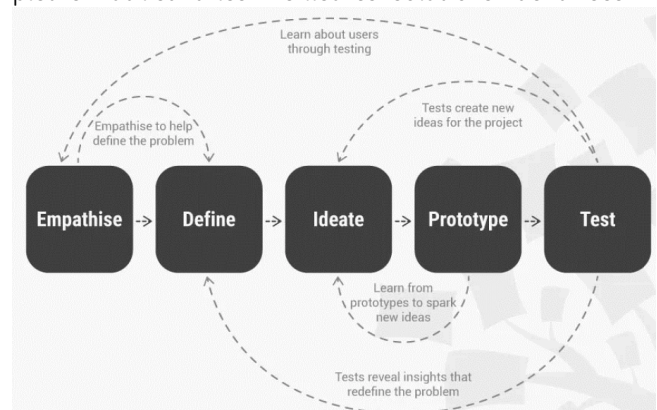 Learn about users
through testing
Tests create new
ideas for the project
Empathise to help
define the problem
Empathise
Define
Ideate
Prototype
Test
Learn from
prototypes to spark
new ideas
Tests reveal insights that
redefine the problem